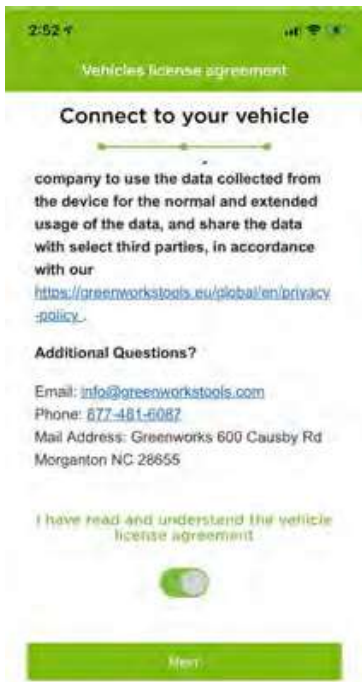 2:52
Vehicles license agreement
Connect to your vehicle
company to use the data collected from
the device for the normal and extended
usage of the data, and share the data
with select third parties, in accordance
with our
https://greenworkstools.eu/global/en/privacy
-policy .
Additional Questions?
Email: info@greenworkstools.com
Phone: 877-481-6087
Mail Address: Greenworks 600 Causby Rd
Morganton NC 28655
I have read and understand the vehicle
license agreement
Next